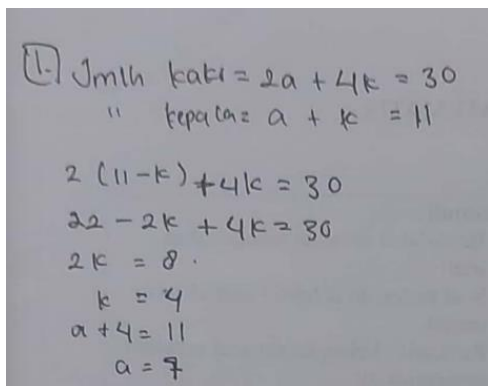 1. Jmlh kaki = 2a + 4k = 30
" kepala = a + k = 11
2 (11 - k) + 4k = 30
22 - 2k + 4k = 30
2k = 8.
k = 4
a + 4 = 11
a = 7